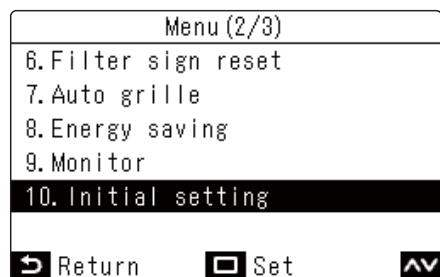 Menu(2/3)
6.Filter sign reset
7.Auto grille
8.Energy saving
9.Monitor
10.Initial setting
Return Set